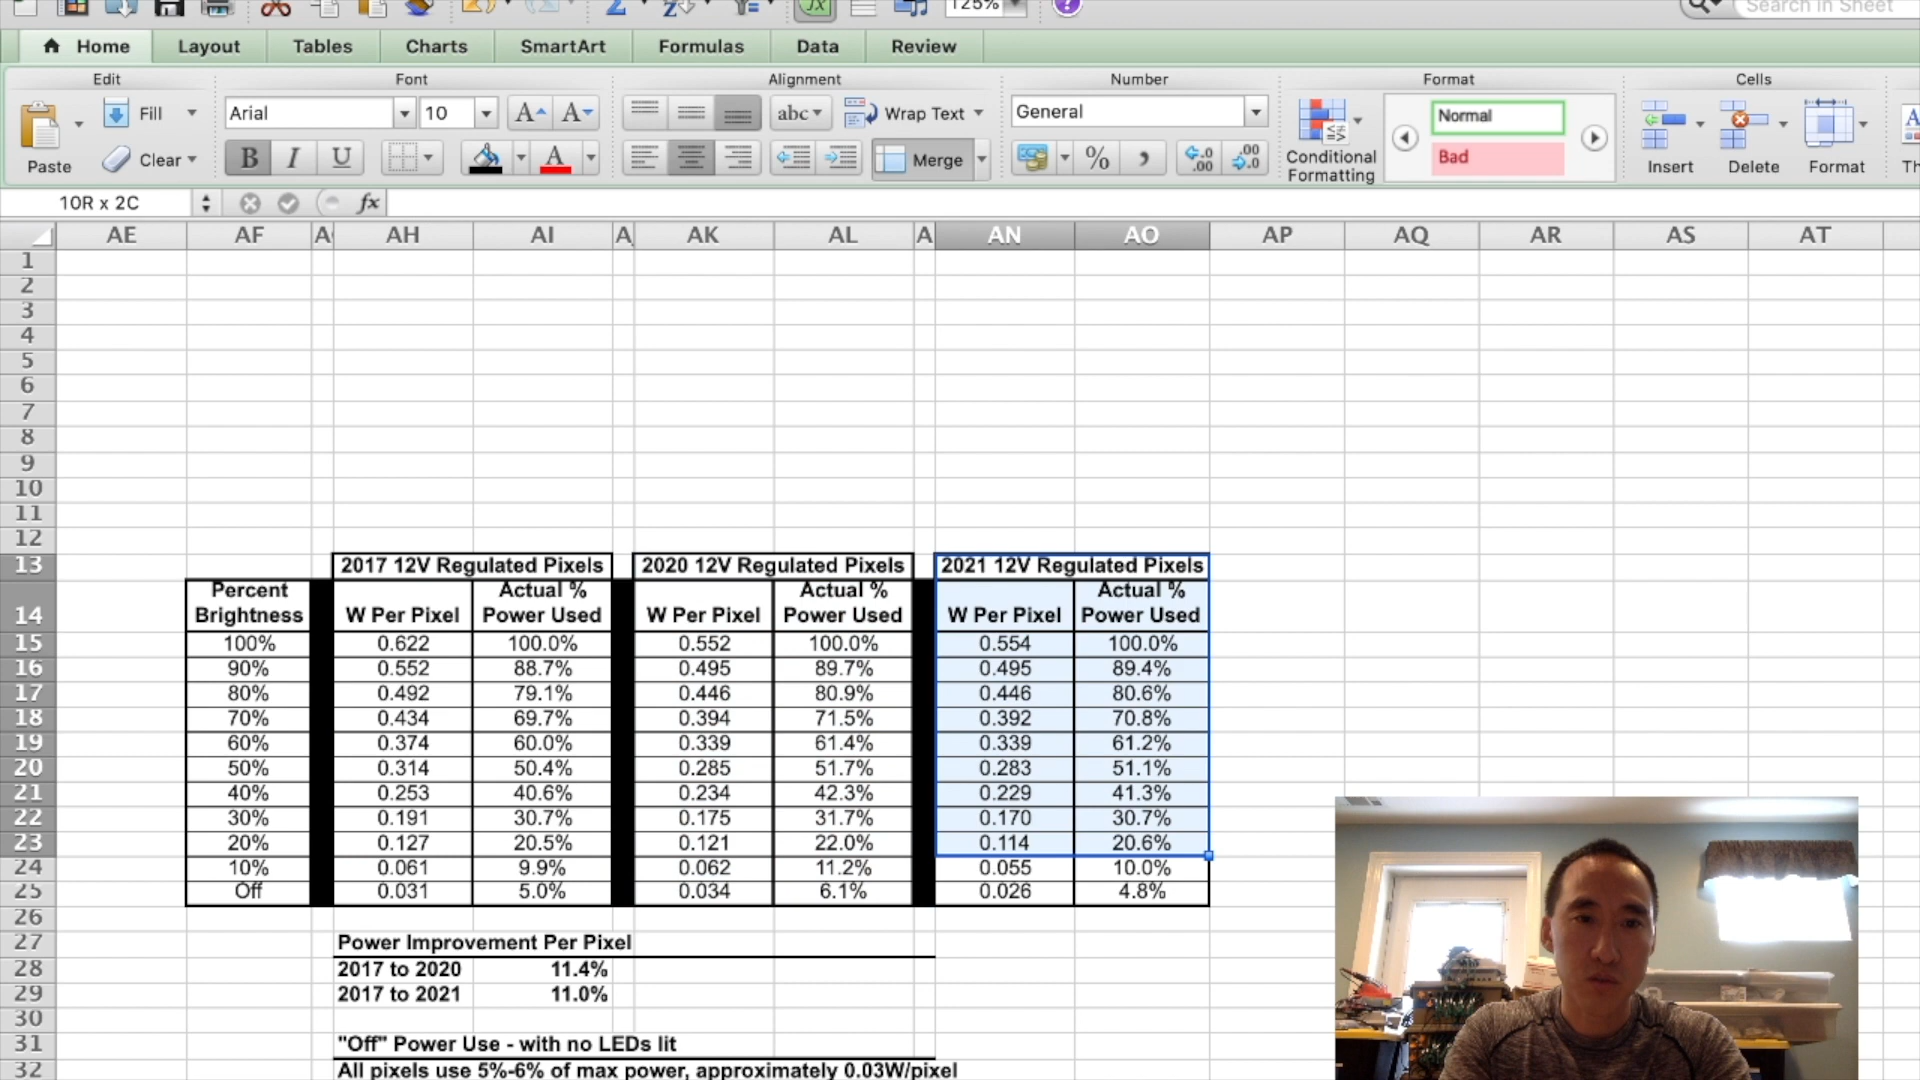 125%
Search in Sheet
Home Layout Tables Charts SmartArt Formulas Data Review
Edit Font Alignment Number Format Cells
Fill Arial 10 A A abc Wrap Text General Normal
Paste Clear B I U A Merge % , .0 .00 .00 .0 Conditional Formatting Bad Insert Delete Format Th
10R x 2C fx
AE AF A AH AI A AK AL A AN AO AP AQ AR AS AT
1
2
3
4
5
6
7
8
9
10
11
12
13 2017 12V Regulated Pixels 2020 12V Regulated Pixels 2021 12V Regulated Pixels
Percent Actual % Actual % Actual %
14 Brightness W Per Pixel Power Used W Per Pixel Power Used W Per Pixel Power Used
15 100% 0.622 100.0% 0.552 100.0% 0.554 100.0%
16 90% 0.552 88.7% 0.495 89.7% 0.495 89.4%
17 80% 0.492 79.1% 0.446 80.9% 0.446 80.6%
18 70% 0.434 69.7% 0.394 71.5% 0.392 70.8%
19 60% 0.374 60.0% 0.339 61.4% 0.339 61.2%
20 50% 0.314 50.4% 0.285 51.7% 0.283 51.1%
21 40% 0.253 40.6% 0.234 42.3% 0.229 41.3%
22 30% 0.191 30.7% 0.175 31.7% 0.170 30.7%
23 20% 0.127 20.5% 0.121 22.0% 0.114 20.6%
24 10% 0.061 9.9% 0.062 11.2% 0.055 10.0%
25 Off 0.031 5.0% 0.034 6.1% 0.026 4.8%
26
27 Power Improvement Per Pixel
28 2017 to 2020 11.4%
29 2017 to 2021 11.0%
30
31 "Off" Power Use - with no LEDs lit
32 All pixels use 5%-6% of max power, approximately 0.03W/pixel